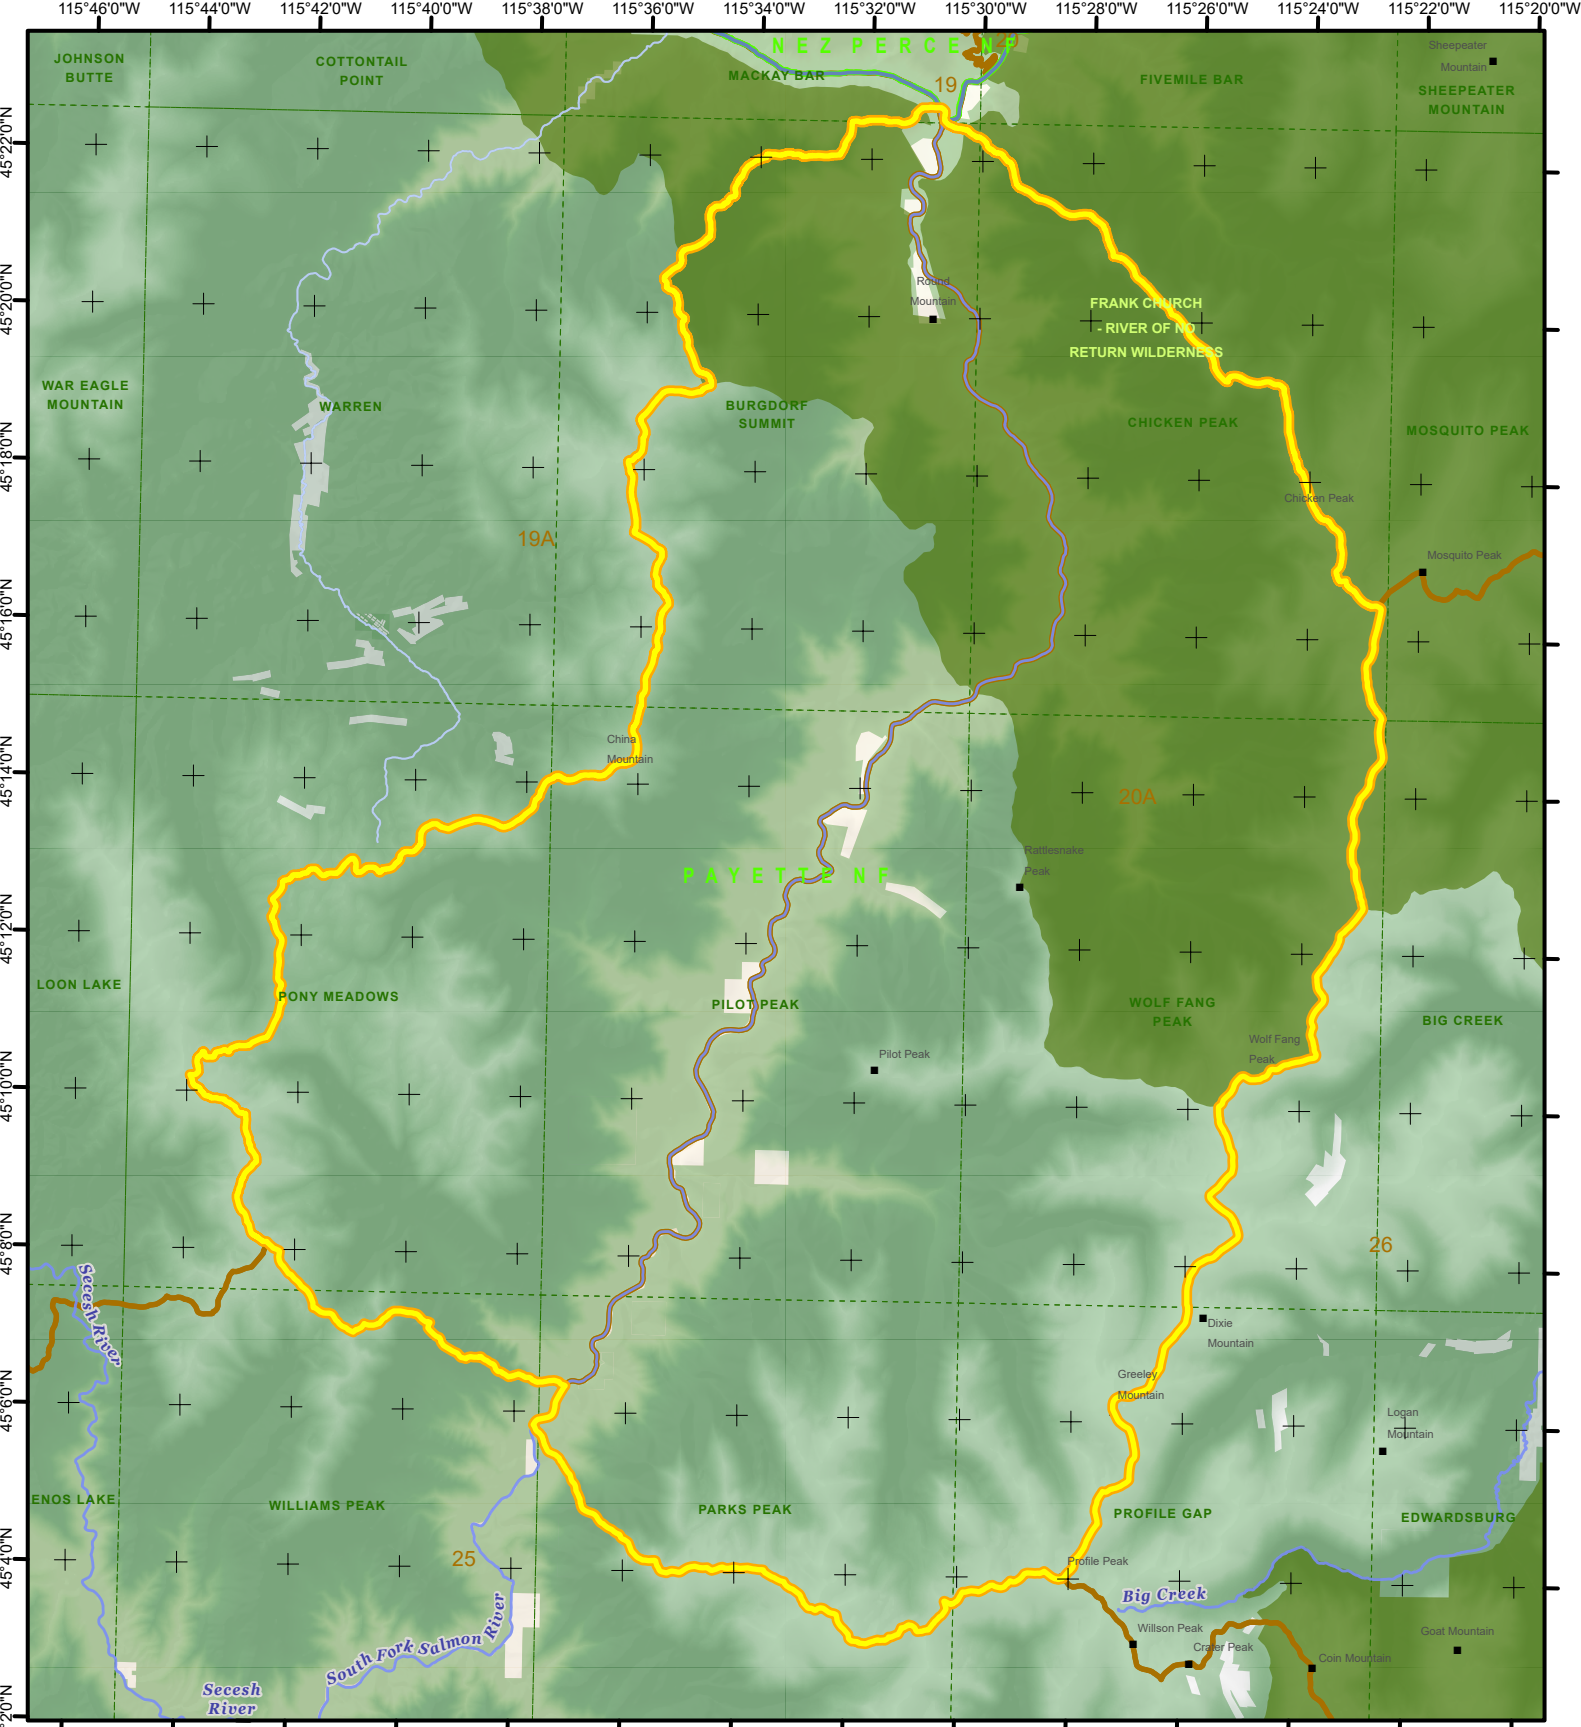 115°46'0"W 115°44'0"W 115°42'0"W 115°40'0"W 115°38'0"W 115°36'0"W 115°34'0"W 115°32'0"W 115°30'0"W 115°28'0"W 115°26'0"W 115°24'0"W 115°22'0"W 115°20'0"W
NEZ PERCE NF
JOHNSON
BUTTE
COTTONTAIL
POINT
MACKAY BAR
19
FIVEMILE BAR
Sheepeater
Mountain
SHEEPEATER
MOUNTAIN
45°22'0"N
45°20'0"N
Round
Mountain
FRANK CHURCH
- RIVER OF NO
RETURN WILDERNESS
WAR EAGLE
MOUNTAIN
WARREN
BURGDORF
SUMMIT
CHICKEN PEAK
MOSQUITO PEAK
45°18'0"N
Chicken Peak
19A
Mosquito Peak
45°16'0"N
China
Mountain
45°14'0"N
20A
Rattlesnake
Peak
PAYETTE NF
45°12'0"N
LOON LAKE
PONY MEADOWS
PILOT PEAK
WOLF FANG
PEAK
BIG CREEK
Wolf Fang
Peak
Pilot Peak
45°10'0"N
45°8'0"N
26
Secesh River
Dixie
Mountain
Greeley
Mountain
45°6'0"N
Logan
Mountain
ENOS LAKE
WILLIAMS PEAK
PARKS PEAK
PROFILE GAP
EDWARDSBURG
25
45°4'0"N
Profile Peak
Big Creek
South Fork Salmon River
Willson Peak
Crater Peak
Goat Mountain
Coin Mountain
Secesh
River
2'0"N